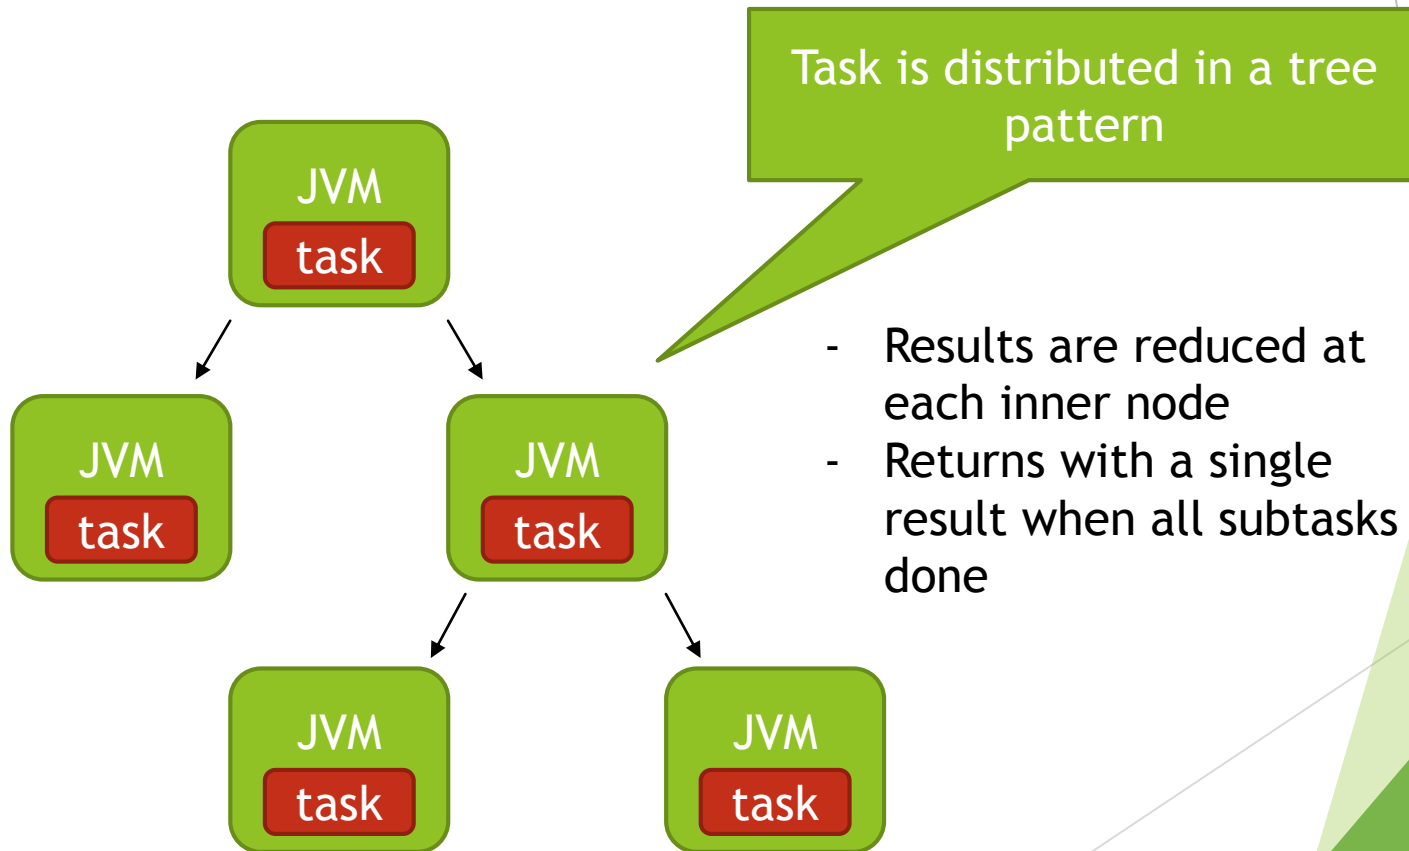 Task is distributed in a tree
pattern
JVM
task
JVM
task
JVM
task
JVM
task
JVM
task
- Results are reduced at
each inner node
- Returns with a single
result when all subtasks
done